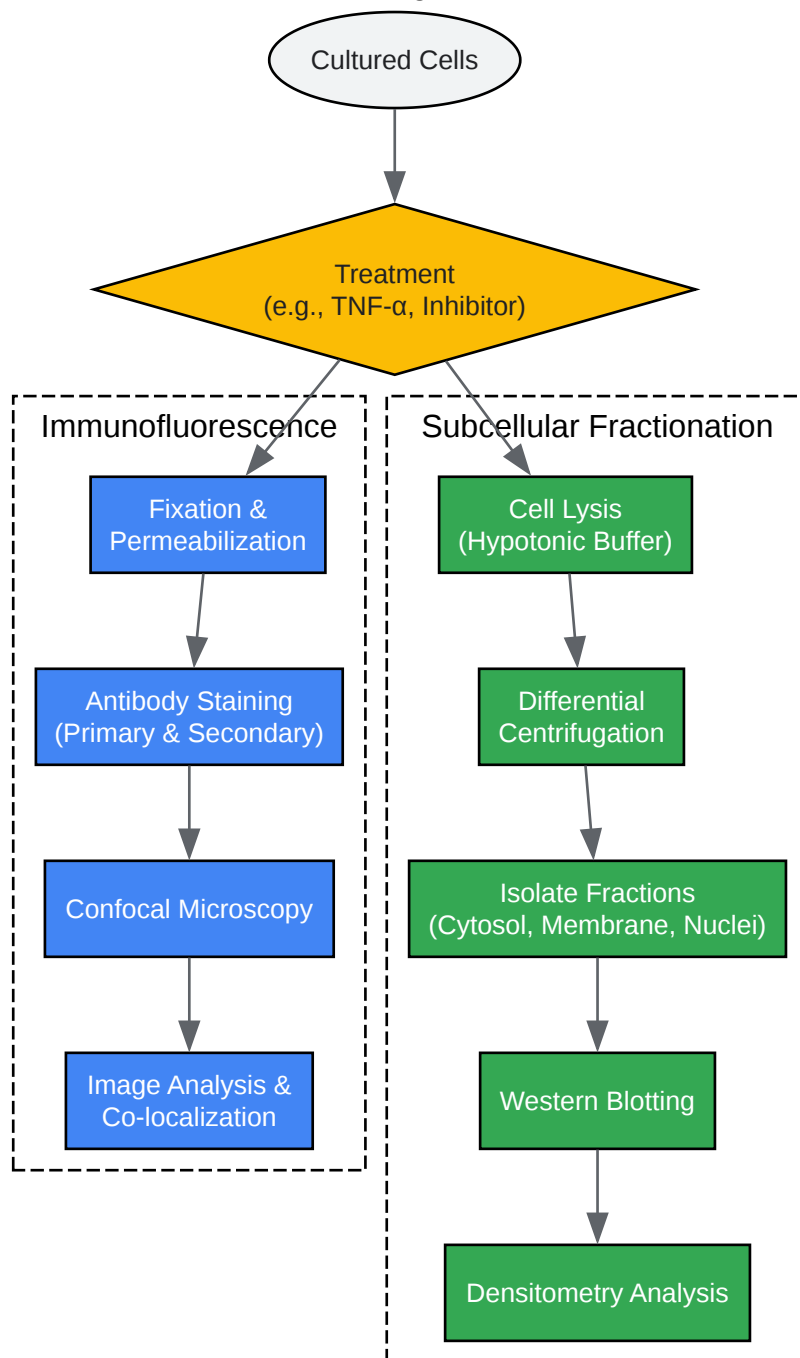 Cultured Cells
Treatment
(e.g., TNF-α, Inhibitor)
Immunofluorescence
Fixation &
Permeabilization
Antibody Staining
(Primary & Secondary)
Confocal Microscopy
Image Analysis &
Co-localization
Subcellular Fractionation
Cell Lysis
(Hypotonic Buffer)
Differential
Centrifugation
Isolate Fractions
(Cytosol, Membrane, Nuclei)
Western Blotting
Densitometry Analysis